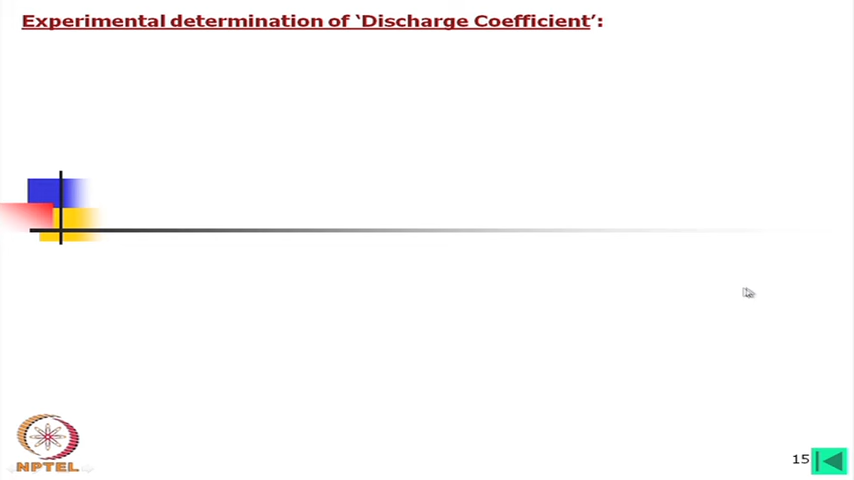 Experimental determination of ‘Discharge Coefficient’:
NPTEL
15